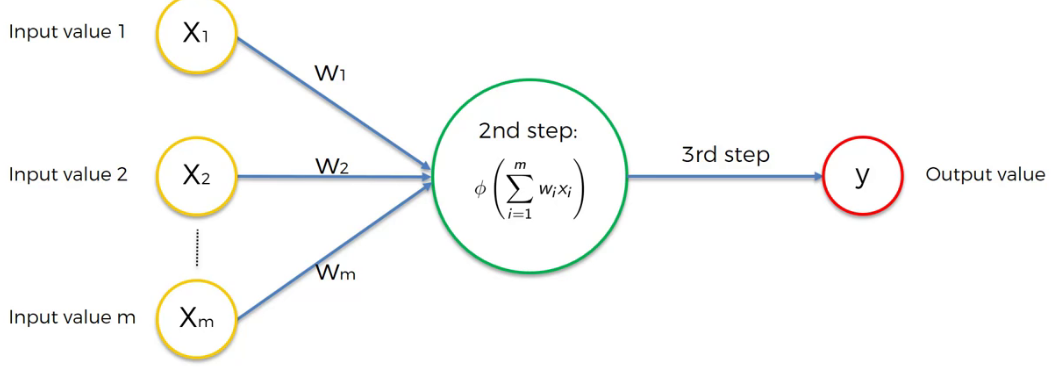 Input value 1
X1
W1
Input value 2
X2
W2
2nd step:
ϕ(∑_{i=1}^{m} w_i x_i)
3rd step
y
Output value
Wm
Input value m
Xm